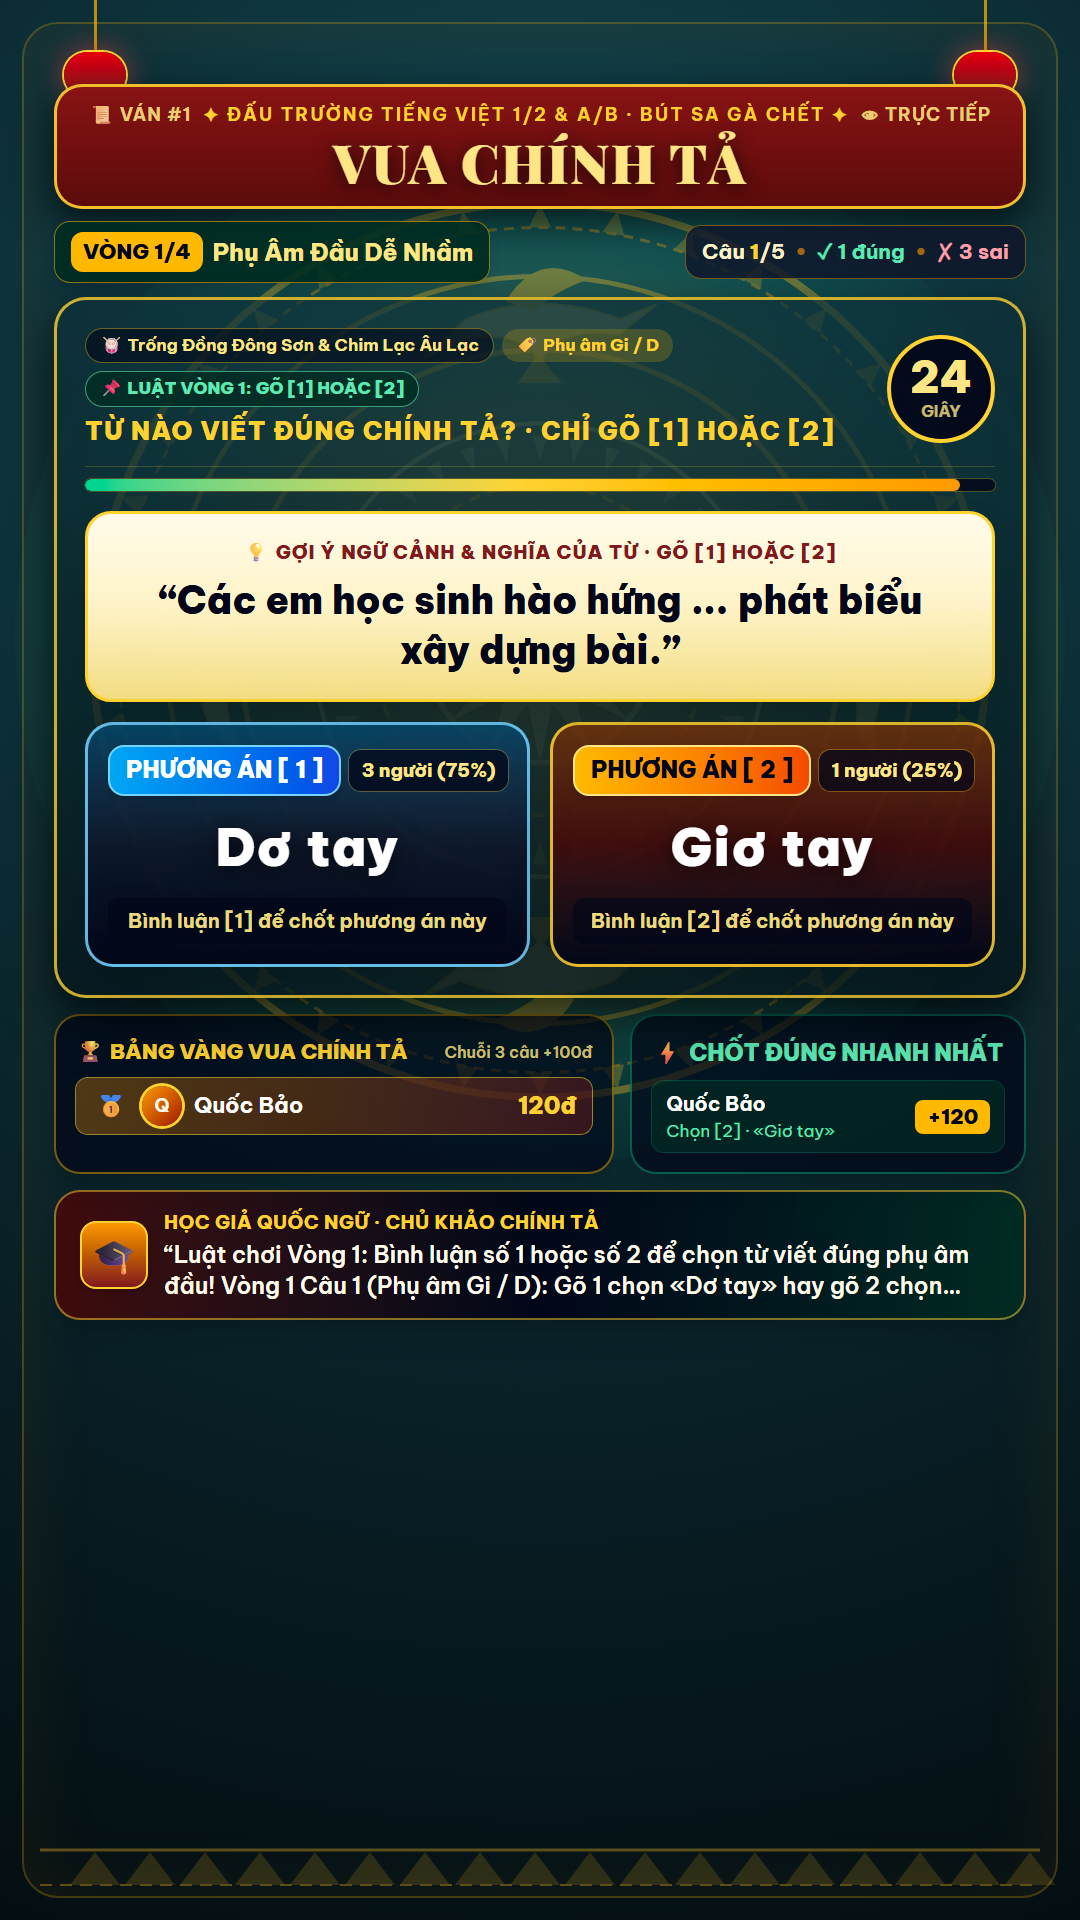 VÁN #1 ✦ ĐẤU TRƯỜNG TIẾNG VIỆT 1/2 & A/B · BÚT SA GÀ CHẾT ✦ TRỰC TIẾP
VUA CHÍNH TẢ
VÒNG 1/4 Phụ Âm Đầu Dễ Nhầm
Câu 1/5 • ✓ 1 đúng • ✗ 3 sai
Trống Đồng Đông Sơn & Chim Lạc Âu Lạc
Phụ âm Gi / D
LUẬT VÒNG 1: GÕ [1] HOẶC [2]
TỪ NÀO VIẾT ĐÚNG CHÍNH TẢ? · CHỈ GÕ [1] HOẶC [2]
24
GIÂY
GỢI Ý NGỮ CẢNH & NGHĨA CỦA TỪ · GÕ [1] HOẶC [2]
“Các em học sinh hào hứng ... phát biểu
xây dựng bài.”
PHƯƠNG ÁN [ 1 ] 3 người (75%)
Dơ tay
Bình luận [1] để chốt phương án này
PHƯƠNG ÁN [ 2 ] 1 người (25%)
Giơ tay
Bình luận [2] để chốt phương án này
BẢNG VÀNG VUA CHÍNH TẢ Chuỗi 3 câu +100đ
1 Q Quốc Bảo 120đ
CHỐT ĐÚNG NHANH NHẤT
Quốc Bảo
Chọn [2] · «Giơ tay»
+120
HỌC GIẢ QUỐC NGỮ · CHỦ KHẢO CHÍNH TẢ
“Luật chơi Vòng 1: Bình luận số 1 hoặc số 2 để chọn từ viết đúng phụ âm
đầu! Vòng 1 Câu 1 (Phụ âm Gi / D): Gõ 1 chọn «Dơ tay» hay gõ 2 chọn...